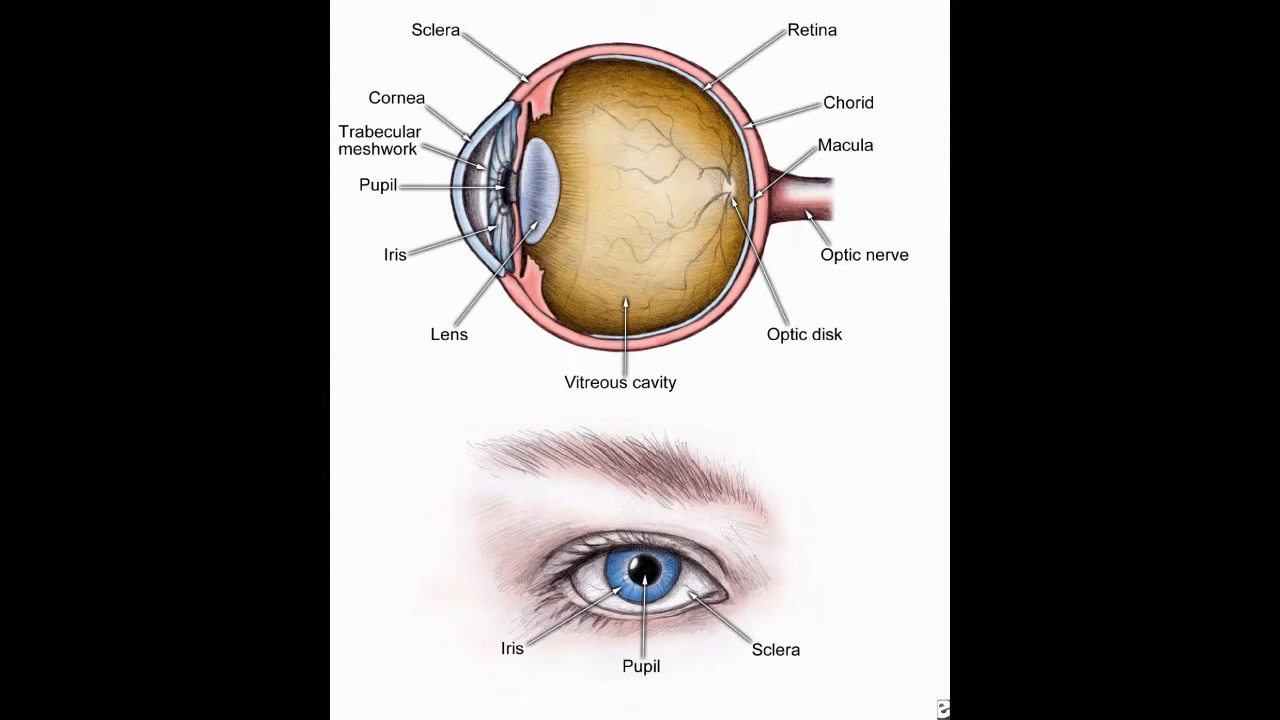 Sclera
Retina
Cornea
Chorid
Trabecular
meshwork
Macula
Pupil
Iris
Optic nerve
Lens
Optic disk
Vitreous cavity
Iris
Pupil
Sclera